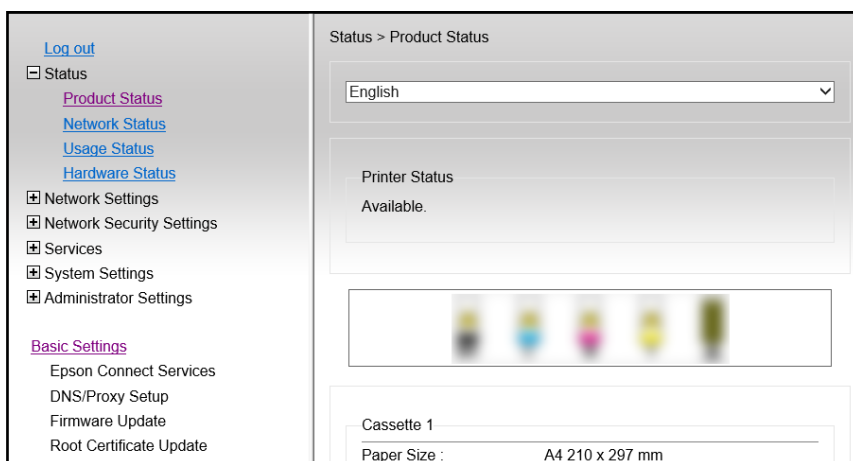 Log out
Status
Product Status
Network Status
Usage Status
Hardware Status
Network Settings
Network Security Settings
Services
System Settings
Administrator Settings
Basic Settings
Epson Connect Services
DNS/Proxy Setup
Firmware Update
Root Certificate Update
Status > Product Status
English
Printer Status
Available.
Cassette 1
Paper Size : A4 210 x 297 mm